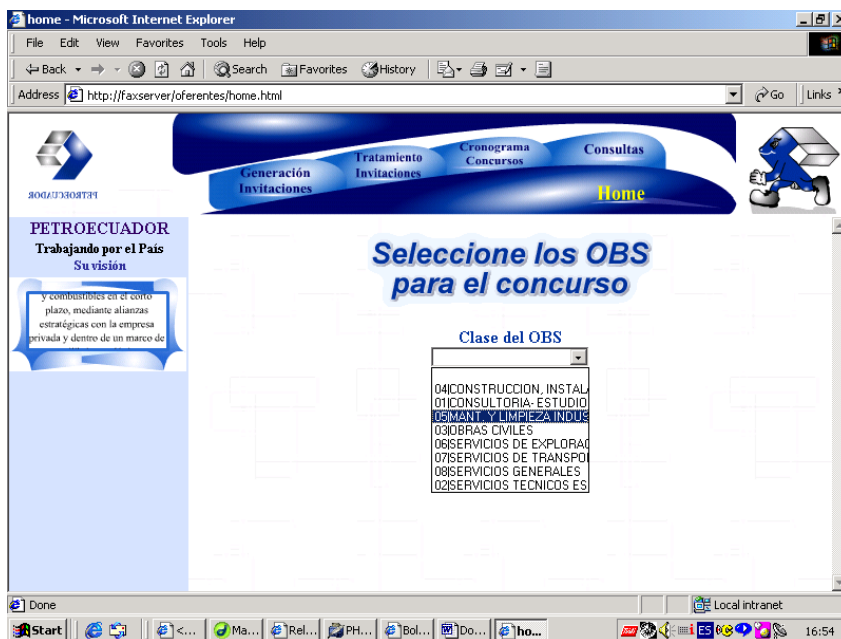 home - Microsoft Internet Explorer
File Edit View Favorites Tools Help
Back Search Favorites History
Address http://faxserver/oferentes/home.html Go Links
PETROECUADOR
Generación Invitaciones
Tratamiento Invitaciones
Cronograma Concursos
Consultas
Home
PETROECUADOR
Trabajando por el País
Su visión
y combustibles en el corto
plazo, mediante alianzas
estratégicas con la empresa
privada y dentro de un marco de
Seleccione los OBS
para el concurso
Clase del OBS
04|CONSTRUCCION, INSTALA
01|CONSULTORIA- ESTUDIO
05|MANT. Y LIMPIEZA INDUS
03|OBRAS CIVILES
06|SERVICIOS DE EXPLORAC
07|SERVICIOS DE TRANSPO
08|SERVICIOS GENERALES
02|SERVICIOS TECNICOS ES
Done Local intranet
Start <... Ma... Rel... PH... Bol... Do... ho... ES 16:54